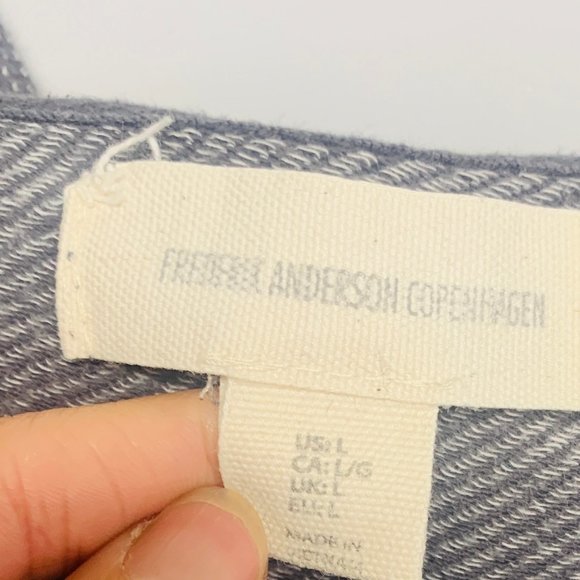 FREDERIK ANDERSON COPENHAGEN
US: L
CA: L/G
UK: L
EU: L
MADE IN